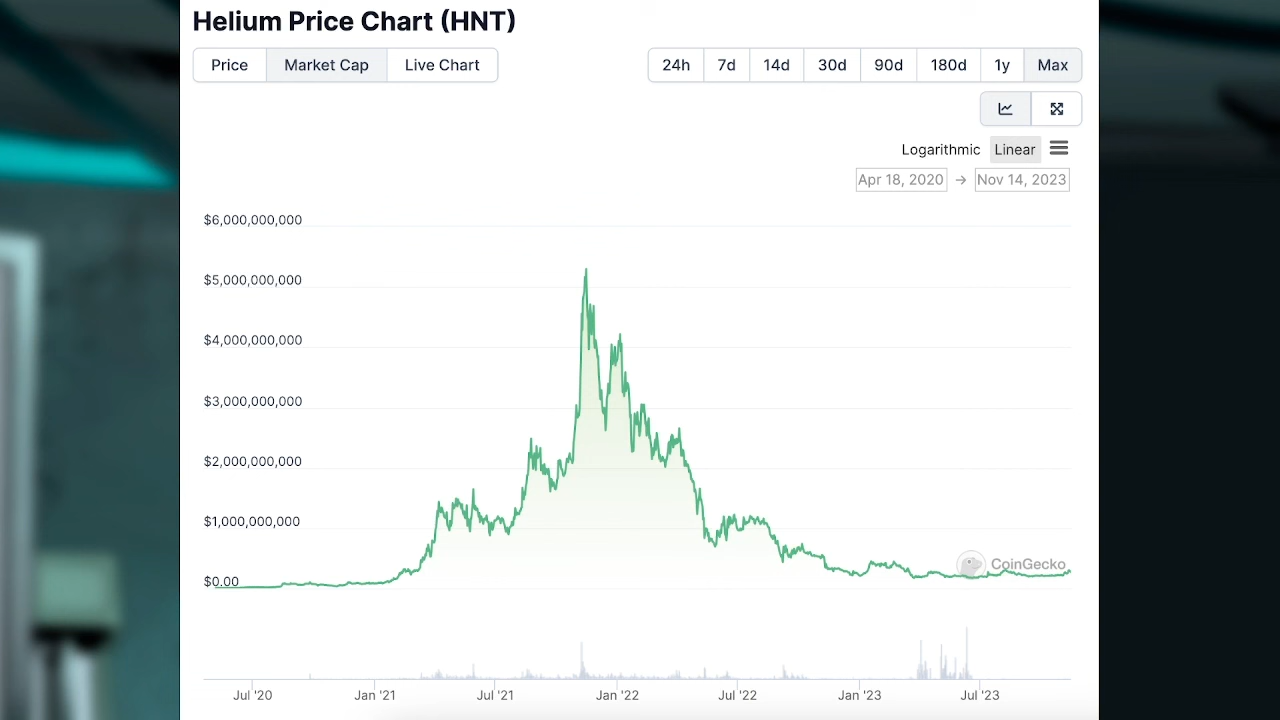 Helium Price Chart (HNT)
Price Market Cap Live Chart 24h 7d 14d 30d 90d 180d 1y Max
Logarithmic Linear
Apr 18, 2020 → Nov 14, 2023
$6,000,000,000
$5,000,000,000
$4,000,000,000
$3,000,000,000
$2,000,000,000
$1,000,000,000
$0.00
CoinGecko
Jul '20 Jan '21 Jul '21 Jan '22 Jul '22 Jan '23 Jul '23